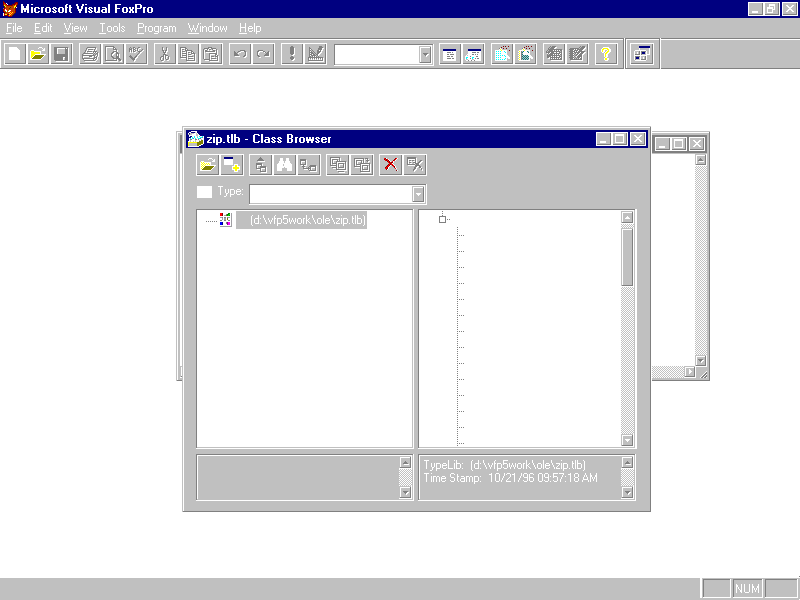 Microsoft Visual FoxPro
File Edit View Tools Program Window Help
zip.tlb - Class Browser
Type:
(d:\vfp5work\ole\zip.tlb)
TypeLib: (d:\vfp5work\ole\zip.tlb)
Time Stamp: 10/21/96 09:57:18 AM
NUM